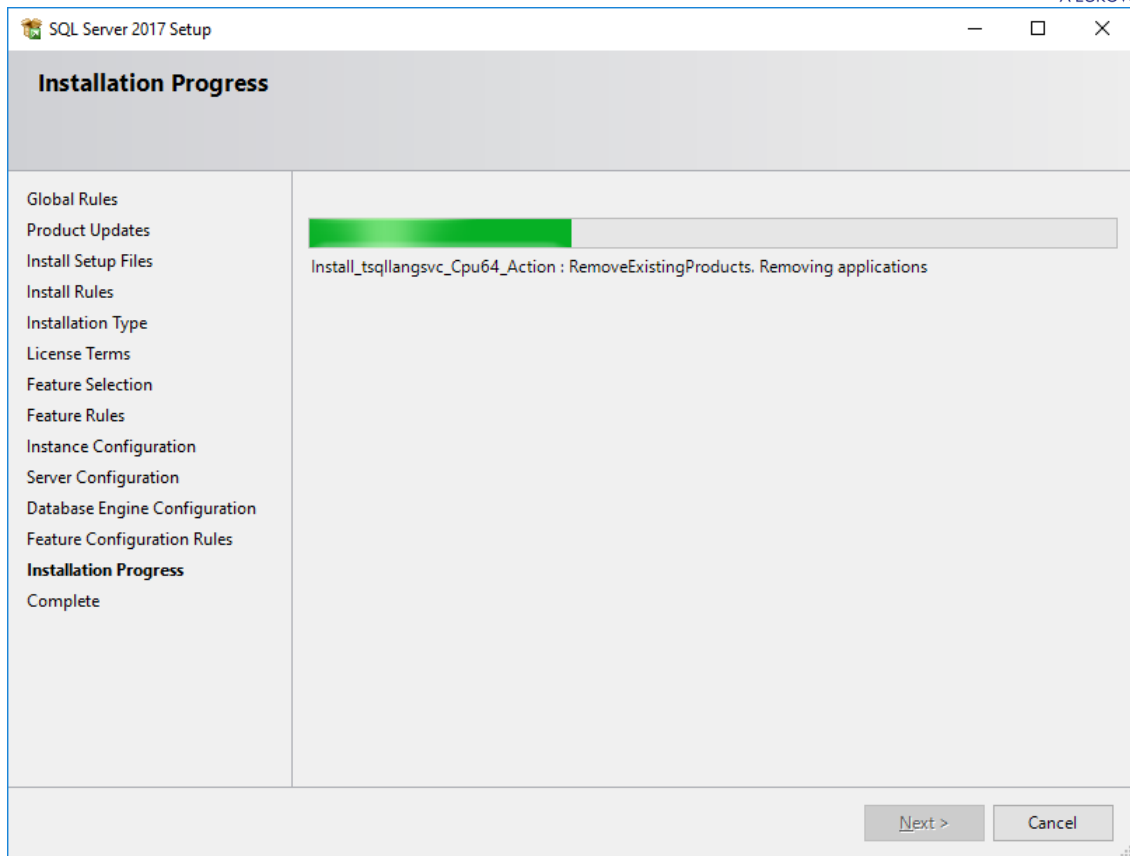 SQL Server 2017 Setup
Installation Progress
Global Rules
Product Updates
Install Setup Files
Install Rules
Installation Type
License Terms
Feature Selection
Feature Rules
Instance Configuration
Server Configuration
Database Engine Configuration
Feature Configuration Rules
Installation Progress
Complete
Install_tsqllangsvc_Cpu64_Action : RemoveExistingProducts. Removing applications
Next >
Cancel